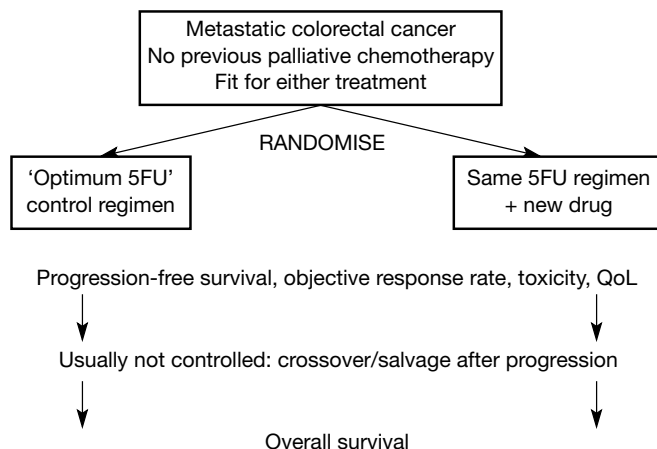 Metastatic colorectal cancer
No previous palliative chemotherapy
Fit for either treatment
RANDOMISE
‘Optimum 5FU’
control regimen
Same 5FU regimen
+ new drug
Progression-free survival, objective response rate, toxicity, QoL
Usually not controlled: crossover/salvage after progression
Overall survival